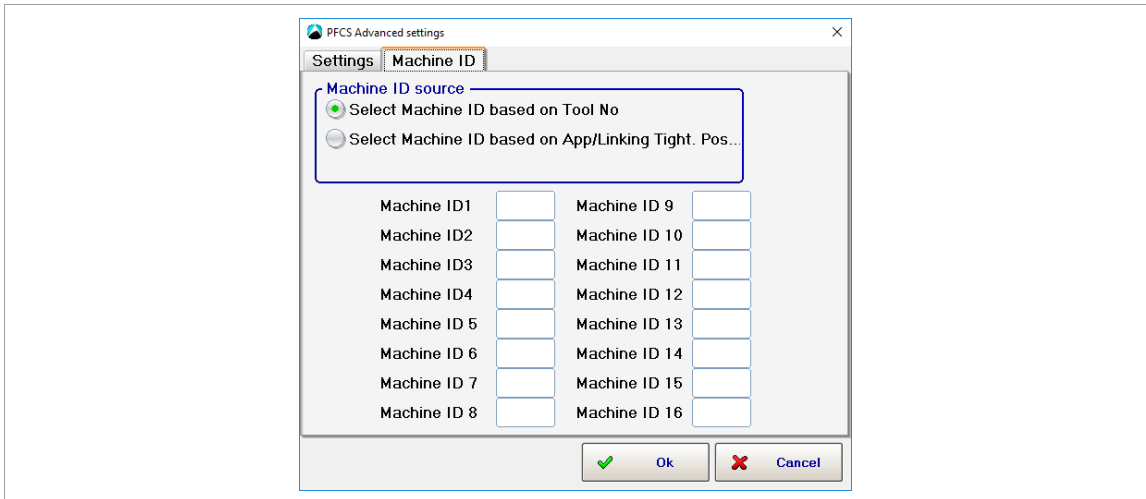 PFCS Advanced settings
Settings Machine ID
Machine ID source
Select Machine ID based on Tool No
Select Machine ID based on App/Linking Tight. Pos...
Machine ID1 Machine ID 9
Machine ID2 Machine ID 10
Machine ID3 Machine ID 11
Machine ID4 Machine ID 12
Machine ID 5 Machine ID 13
Machine ID 6 Machine ID 14
Machine ID 7 Machine ID 15
Machine ID 8 Machine ID 16
Ok Cancel